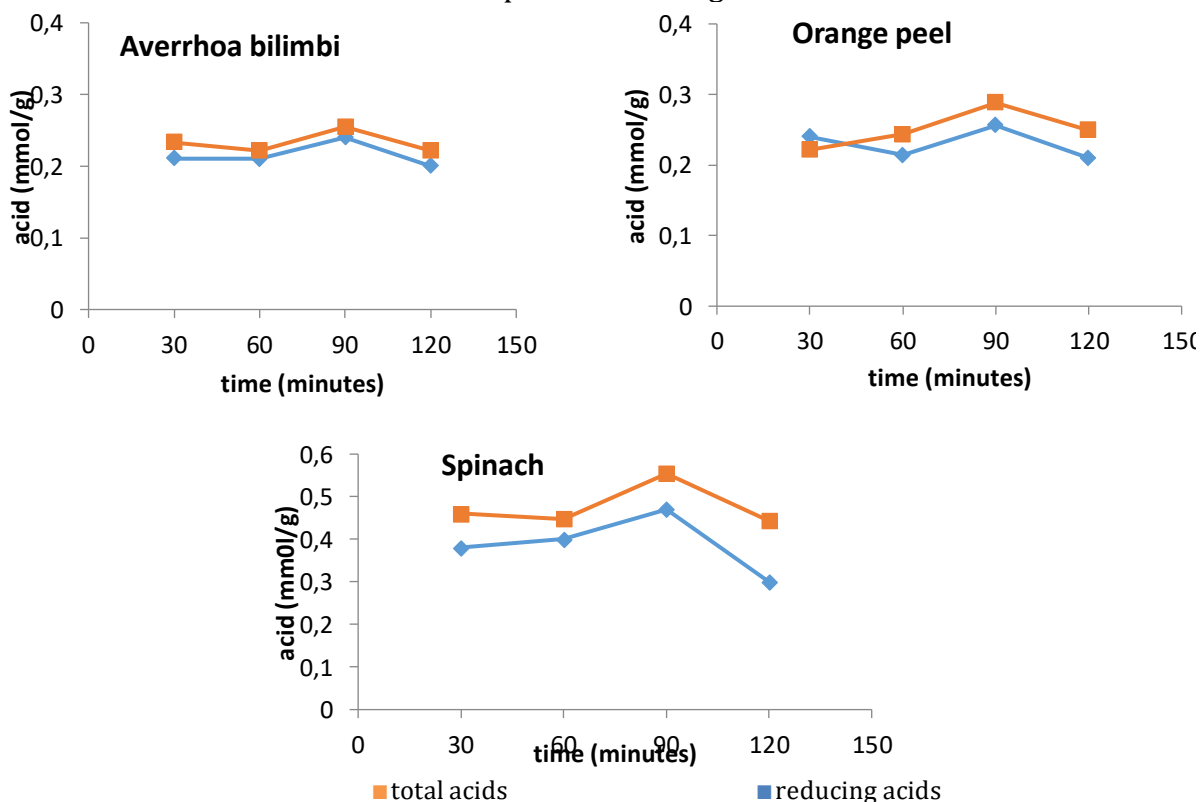 Averrhoa bilimbi
acid (mmol/g)
0,4
0,3
0,2
0,1
0
0 30 60 90 120 150
time (minutes)
Orange peel
acid (mmol/g)
0,4
0,3
0,2
0,1
0
0 30 60 90 120 150
time (minutes)
Spinach
acid (mm0l/g)
0,6
0,5
0,4
0,3
0,2
0,1
0
0 30 60 90 120 150
time (minutes)
total acids
reducing acids